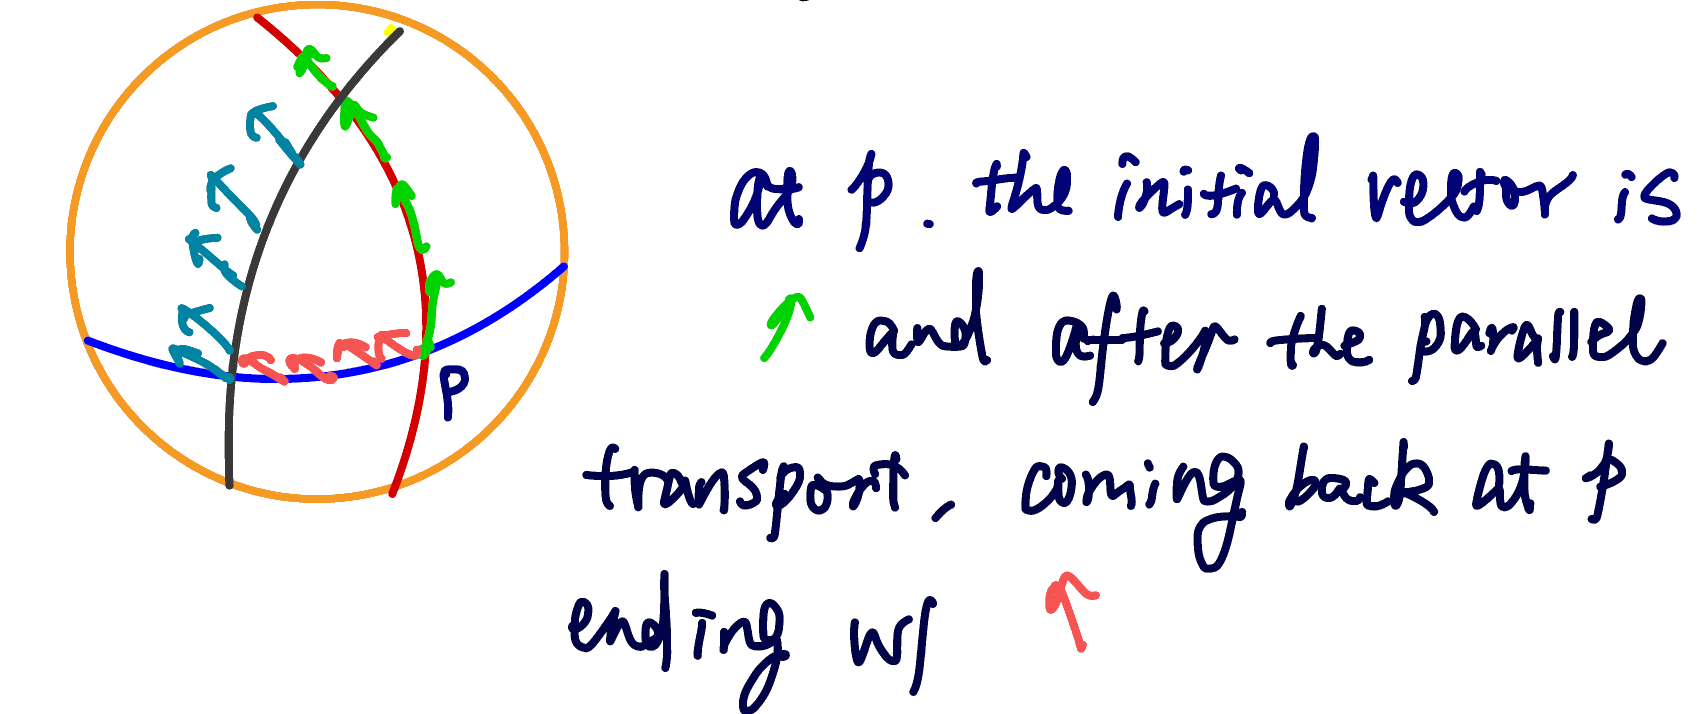 at p. the initial vector is
and after the parallel
P
transport, coming back at p
ending w/